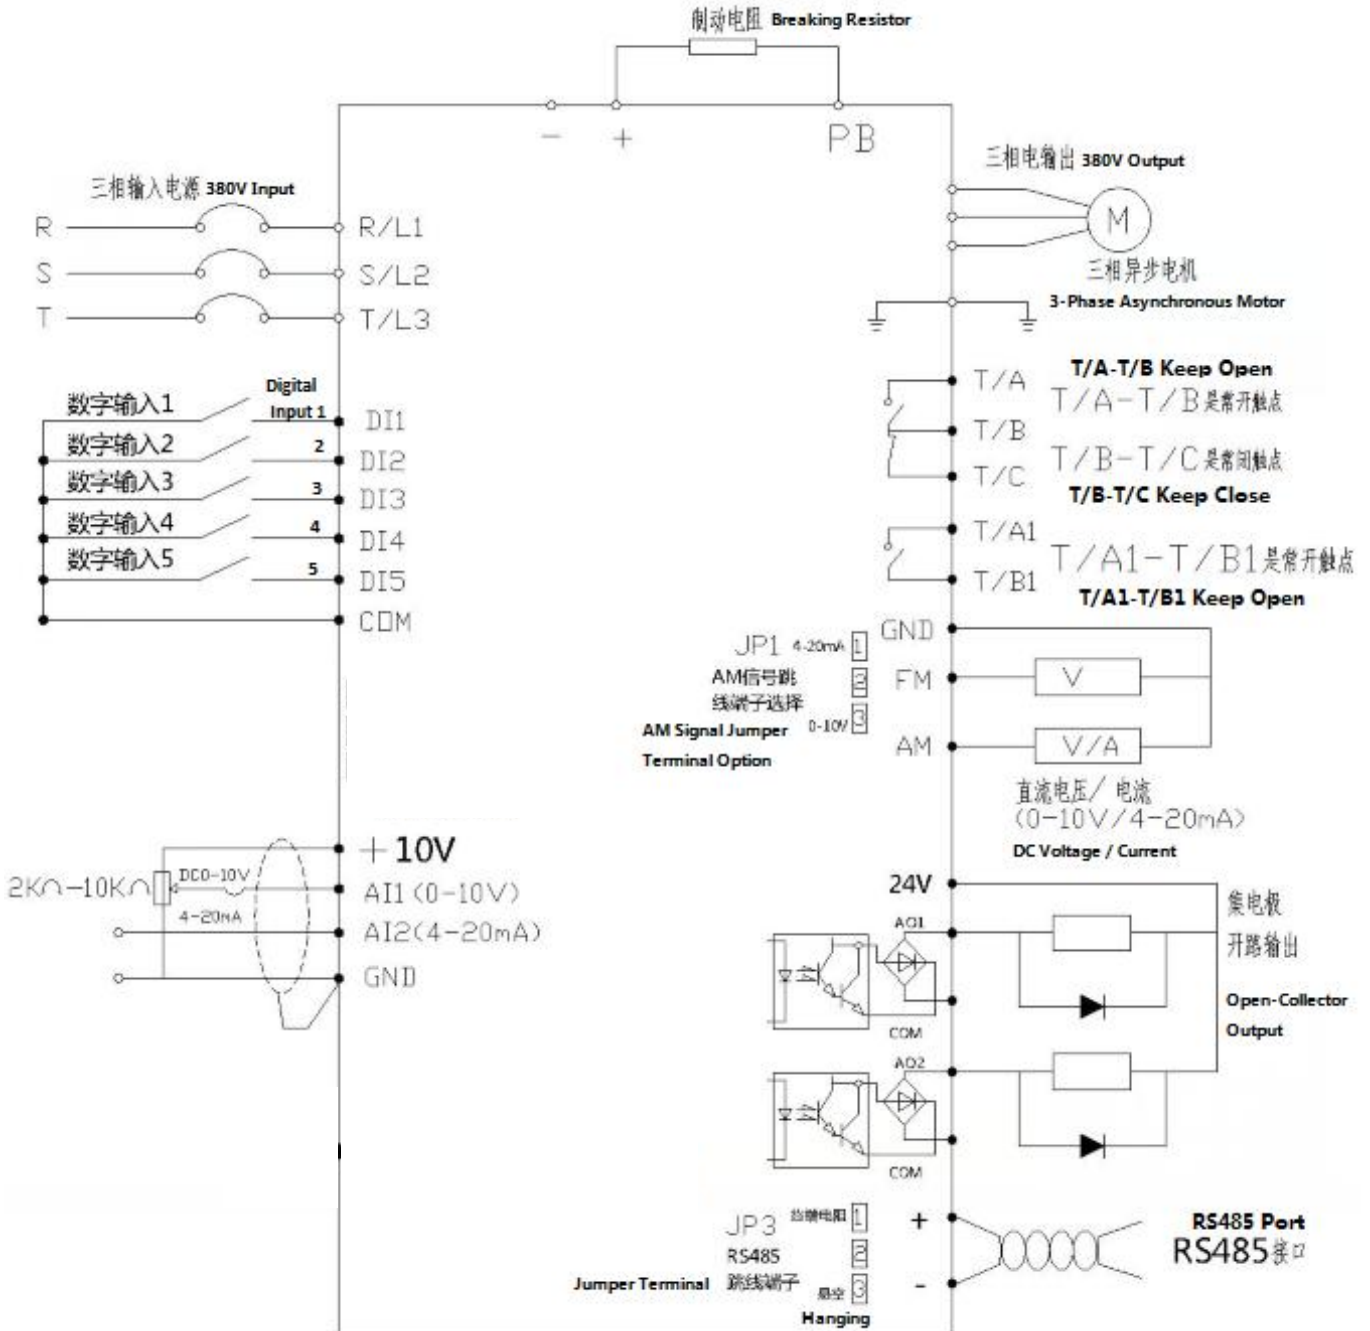 制动电阻 Breaking Resistor
- + PB
三相电输出 380V Output
三相输入电源 380V Input
R R/L1
S S/L2
T T/L3
M
三相异步电机
3-Phase Asynchronous Motor
数字输入1 Digital Input 1 DI1
数字输入2 2 DI2
数字输入3 3 DI3
数字输入4 4 DI4
数字输入5 5 DI5
COM
T/A-T/B Keep Open
T/A T/A-T/B是常开触点
T/B
T/C T/B-T/C是常闭触点
T/B-T/C Keep Close
T/A1
T/A1-T/B1是常开触点
T/B1
T/A1-T/B1 Keep Open
GND
JP1 4-20mA 1
AM信号跳 2 FM V
线端子选择
0-10V 3
AM Signal Jumper
Terminal Option
AM V/A
直流电压/ 电流
(0-10V/4-20mA)
DC Voltage / Current
+10V
DC0-10V
2KΩ-10KΩ AI1(0-10V)
4-20mA
AI2(4-20mA)
GND
24V
集电极
开路输出
Open-Collector
Output
AO1
COM
AO2
COM
JP3 1
RS485 2
Jumper Terminal 跳线端子
悬空 3
Hanging
+
-
RS485 Port
RS485接口